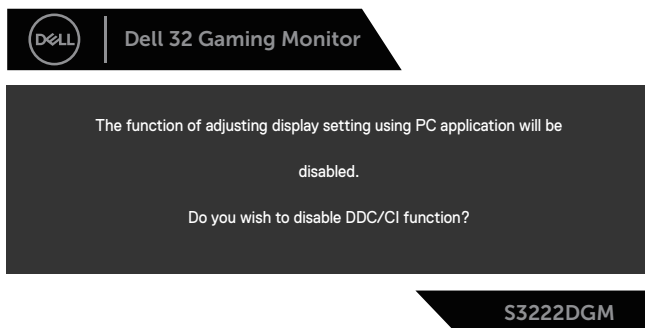 DELL
Dell 32 Gaming Monitor
The function of adjusting display setting using PC application will be
disabled.
Do you wish to disable DDC/CI function?
S3222DGM